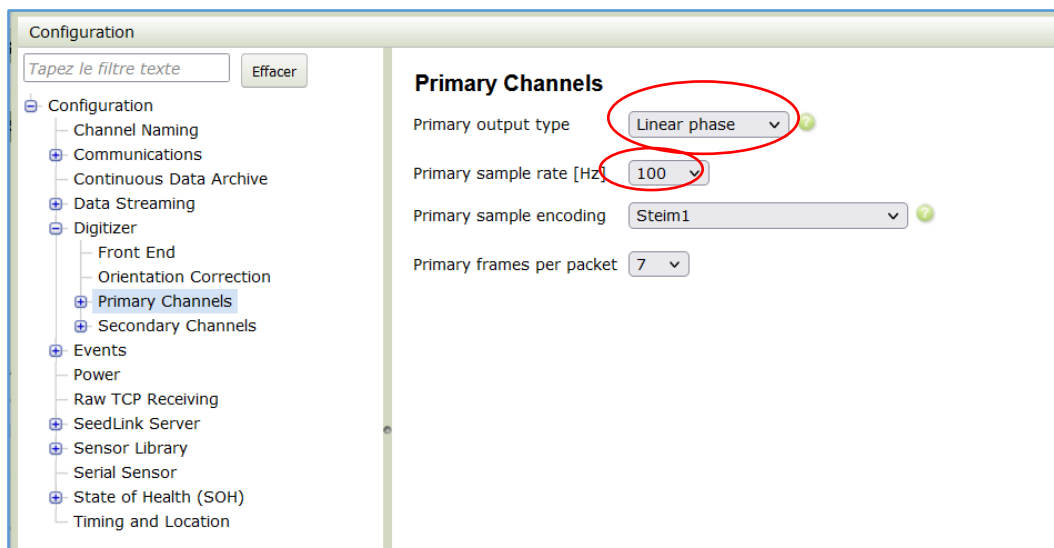 Configuration
Tapez le filtre texte
Effacer
Configuration
Channel Naming
Communications
Continuous Data Archive
Data Streaming
Digitizer
Front End
Orientation Correction
Primary Channels
Secondary Channels
Events
Power
Raw TCP Receiving
SeedLink Server
Sensor Library
Serial Sensor
State of Health (SOH)
Timing and Location
Primary Channels
Primary output type Linear phase
Primary sample rate [Hz] 100
Primary sample encoding Steim1
Primary frames per packet 7